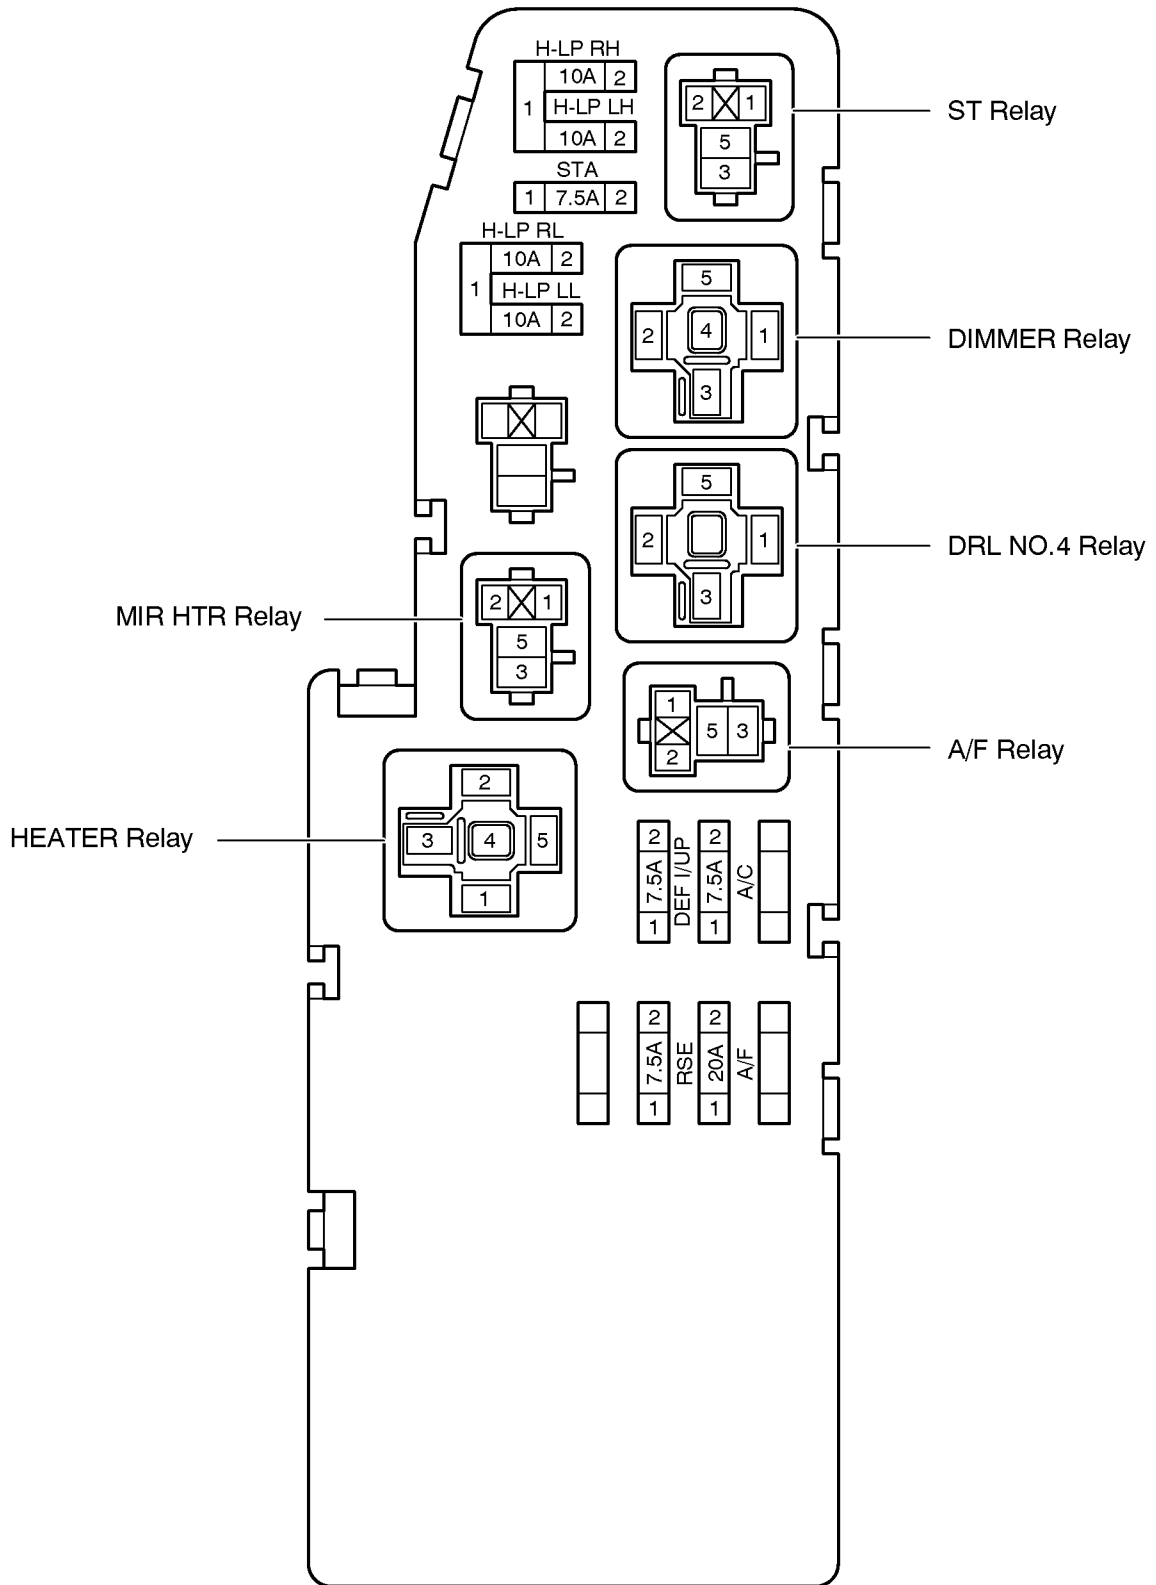 H-LP RH
10A 2
1 H-LP LH
10A 2
STA
1 7.5A 2
2 1
5
3
ST Relay
H-LP RL
10A 2
1 H-LP LL
10A 2
5
2 4 1
3
DIMMER Relay
5
2 1
3
DRL NO.4 Relay
MIR HTR Relay
2 1
5
3
1
5 3
2
A/F Relay
HEATER Relay
2
3 4 5
1
2 7.5A 1
DEF I/UP
2 7.5A 1
A/C
2 7.5A 1
RSE
2 20A 1
A/F